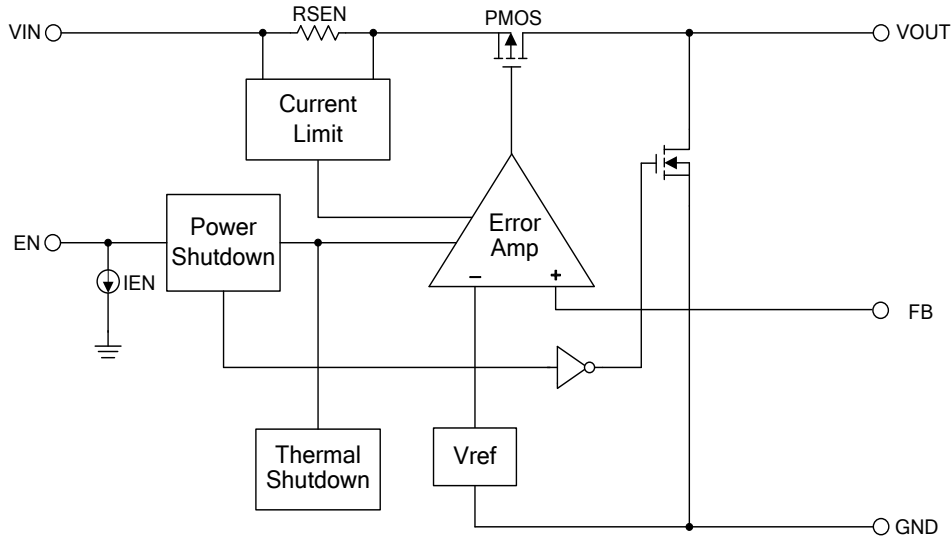 RSEN
PMOS
VIN
VOUT
Current
Limit
Power
Shutdown
Error
Amp
EN
IEN
− +
FB
Thermal
Shutdown
Vref
GND